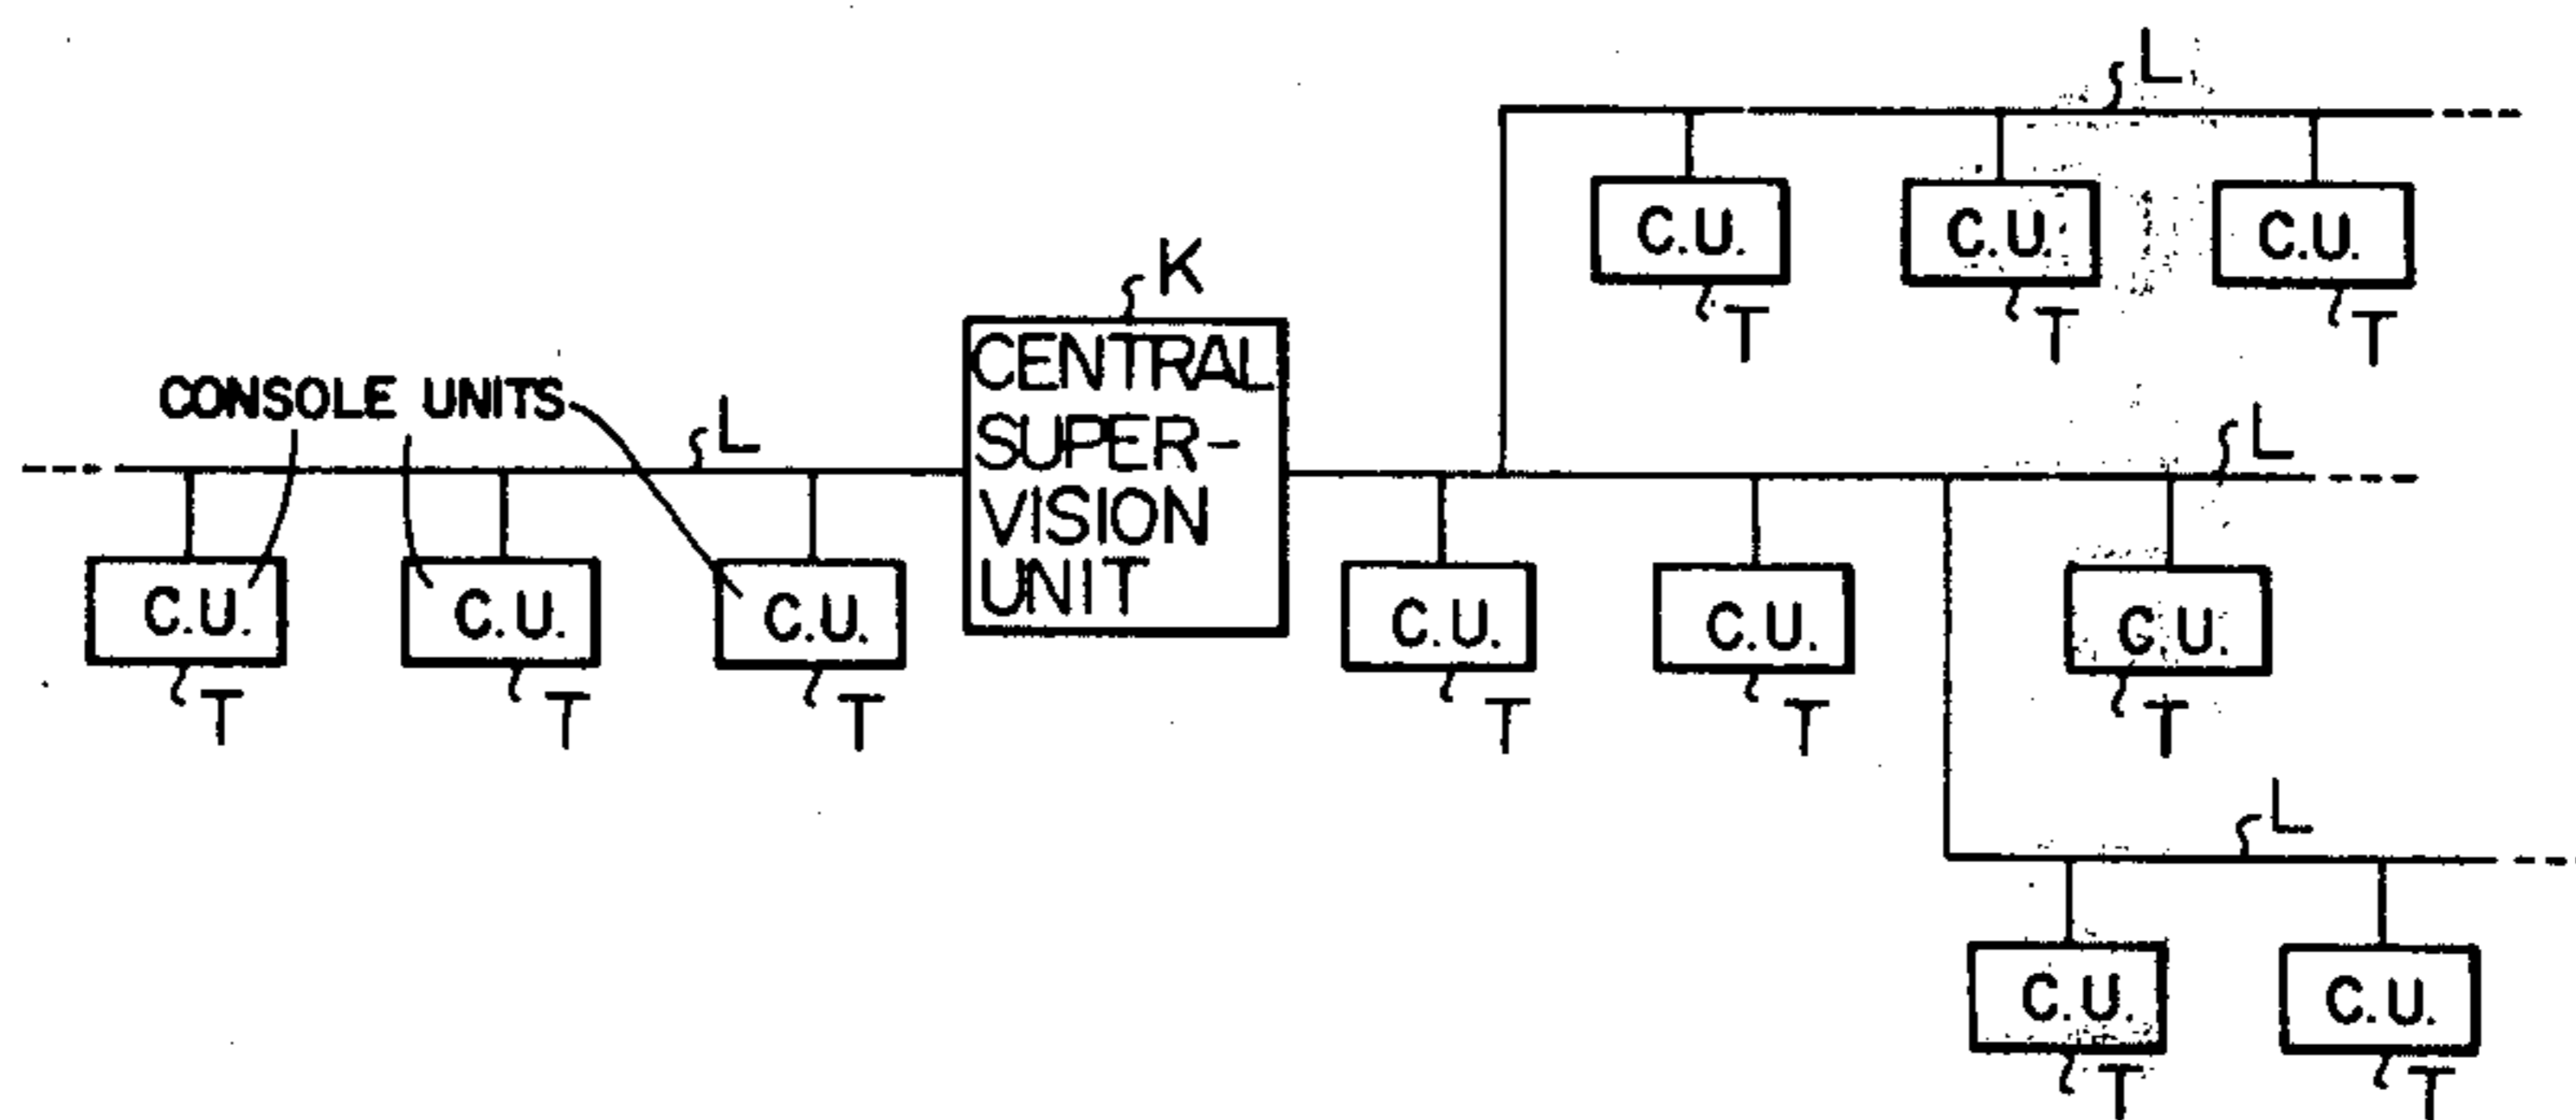 L
C.U. C.U. C.U.
T T T
K
CENTRAL
SUPER-
VISION
UNIT
CONSOLE UNITS
L
L
C.U. C.U. C.U. C.U. C.U. C.U.
T T T T T T
L
C.U. C.U.
T T